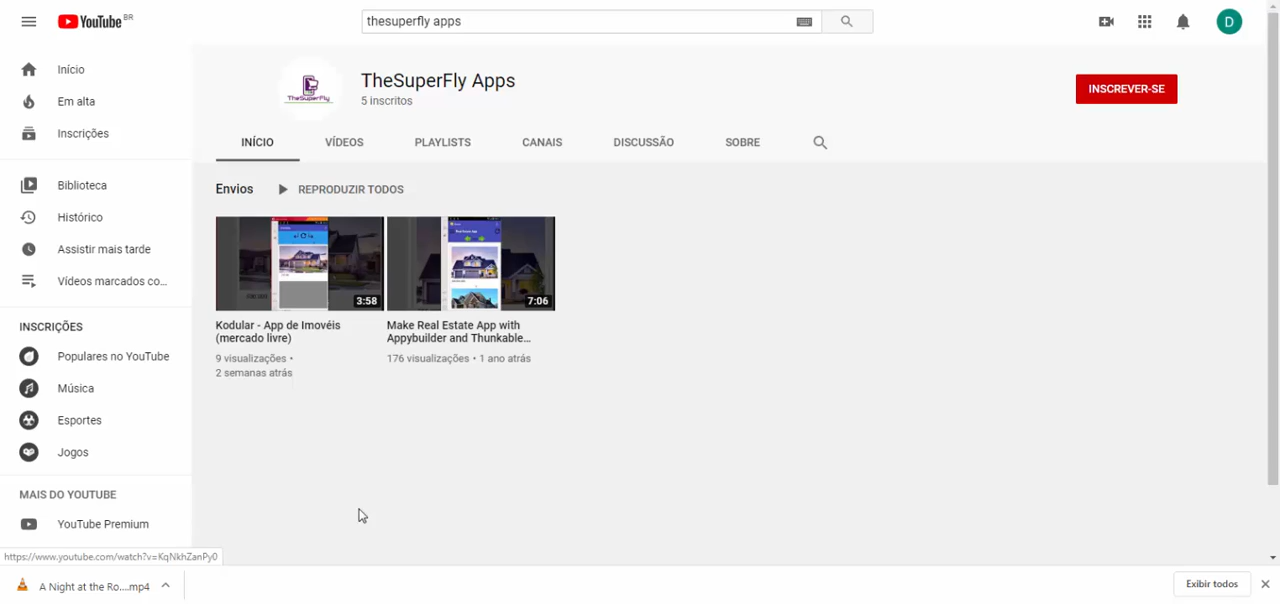 YouTube BR
thesuperfly apps
D
Início
Em alta
Inscrições
Biblioteca
Histórico
Assistir mais tarde
Vídeos marcados co...
INSCRIÇÕES
Populares no YouTube
Música
Esportes
Jogos
MAIS DO YOUTUBE
YouTube Premium
TheSuperFly
TheSuperFly Apps
5 inscritos
INSCREVER-SE
INÍCIO VÍDEOS PLAYLISTS CANAIS DISCUSSÃO SOBRE
Envios REPRODUZIR TODOS
3:58
Kodular - App de Imovéis
(mercado livre)
9 visualizações •
2 semanas atrás
7:06
Make Real Estate App with
Appybuilder and Thunkable...
176 visualizações • 1 ano atrás
https://www.youtube.com/watch?v=KqNkhZanPy0
A Night at the Ro....mp4
Exibir todos